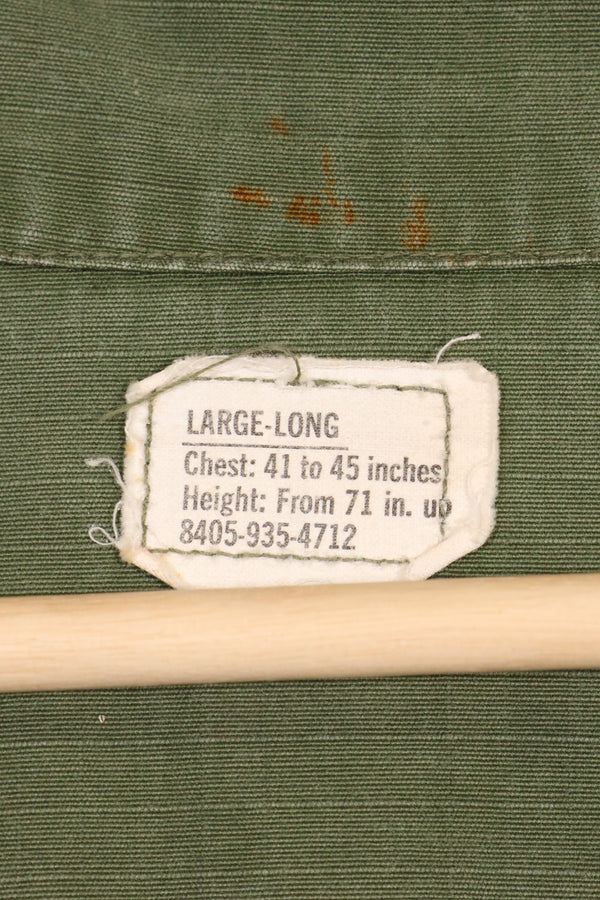 LARGE-LONG
Chest: 41 to 45 inches
Height: From 71 in. up
8405-935-4712